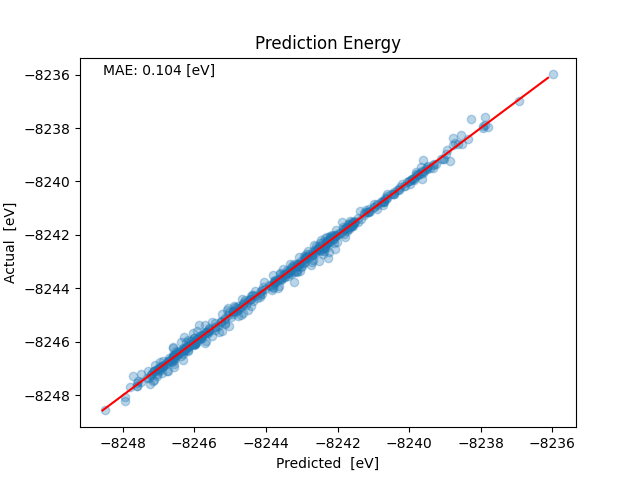 Prediction Energy
MAE: 0.104 [eV]
Actual [eV]
−8236
−8238
−8240
−8242
−8244
−8246
−8248
−8248 −8246 −8244 −8242 −8240 −8238 −8236
Predicted [eV]